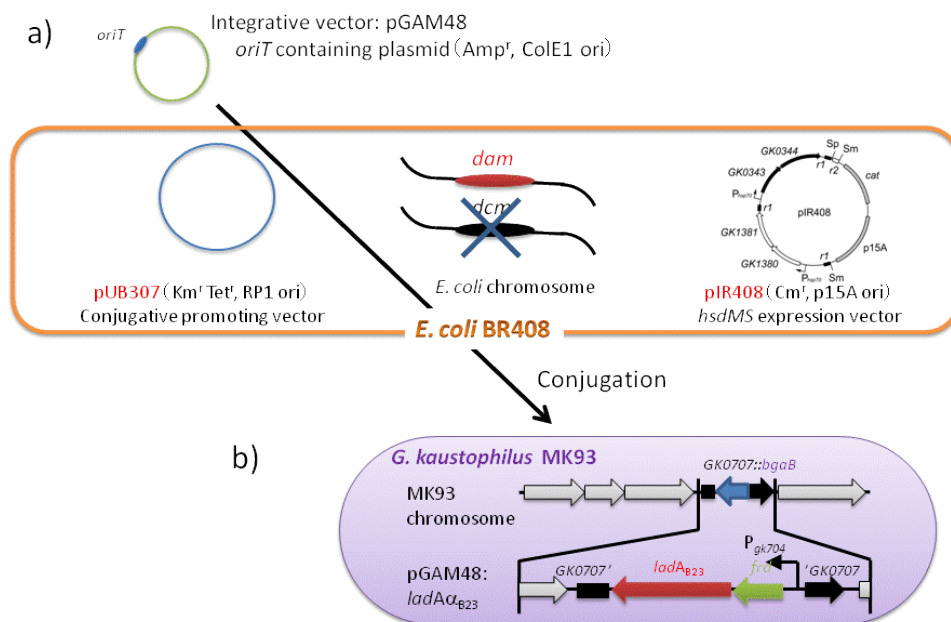 a)
Integrative vector: pGAM48
oriT
oriT containing plasmid (Ampʳ, ColE1 ori)
dam
dcm
E. coli chromosome
pUB307 (Kmʳ Tetʳ, RP1 ori)
Conjugative promoting vector
GK0344
GK0343
r1
Sp
Sm
r2
cat
Phsp70
r1
pIR408
GK1381
p15A
GK1380
r1
Phsp70
Sm
pIR408 (Cmʳ, p15A ori)
hsdMS expression vector
E. coli BR408
Conjugation
b)
G. kaustophilus MK93
GK0707::bgaB
MK93
chromosome
Pgk704
pGAM48:
ladAαB23
GK0707'
ladAB23
frd
'GK0707